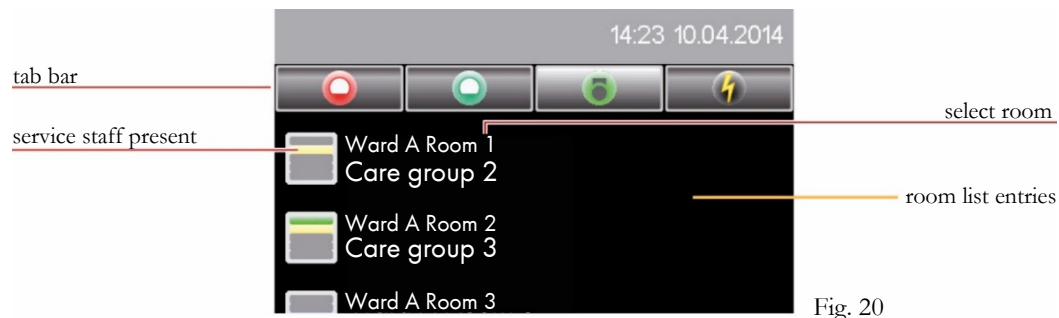 14:23 10.04.2014
tab bar
select room
service staff present
Ward A Room 1
Care group 2
room list entries
Ward A Room 2
Care group 3
Ward A Room 3
Fig. 20